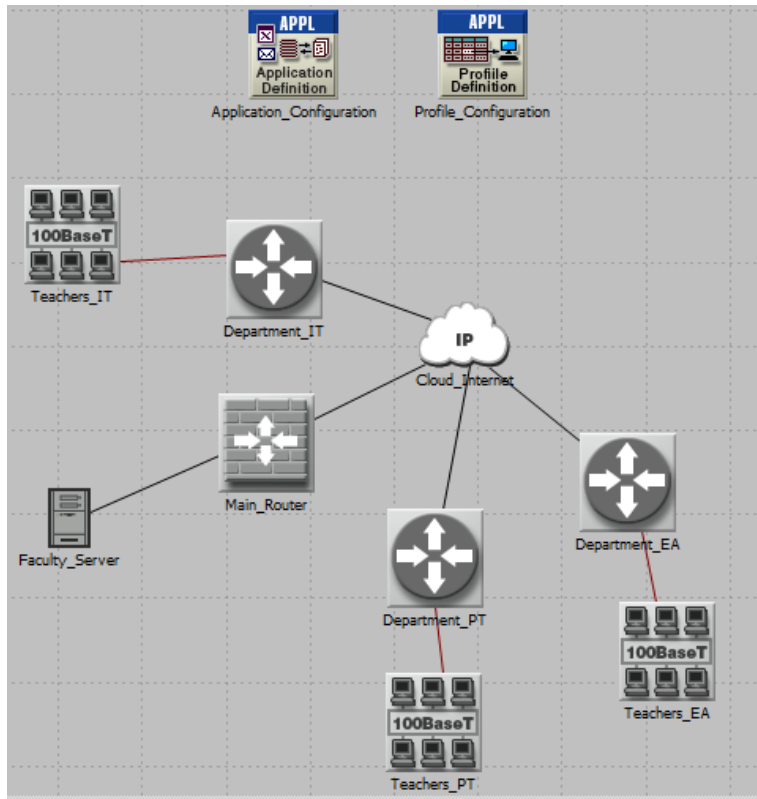 APPL
Application
Definition
Application_Configuration
APPL
Profiile
Definition
Profile_Configuration
100BaseT
Teachers_IT
Department_IT
IP
Cloud_Internet
Main_Router
Faculty_Server
Department_EA
Department_PT
100BaseT
Teachers_EA
100BaseT
Teachers_PT